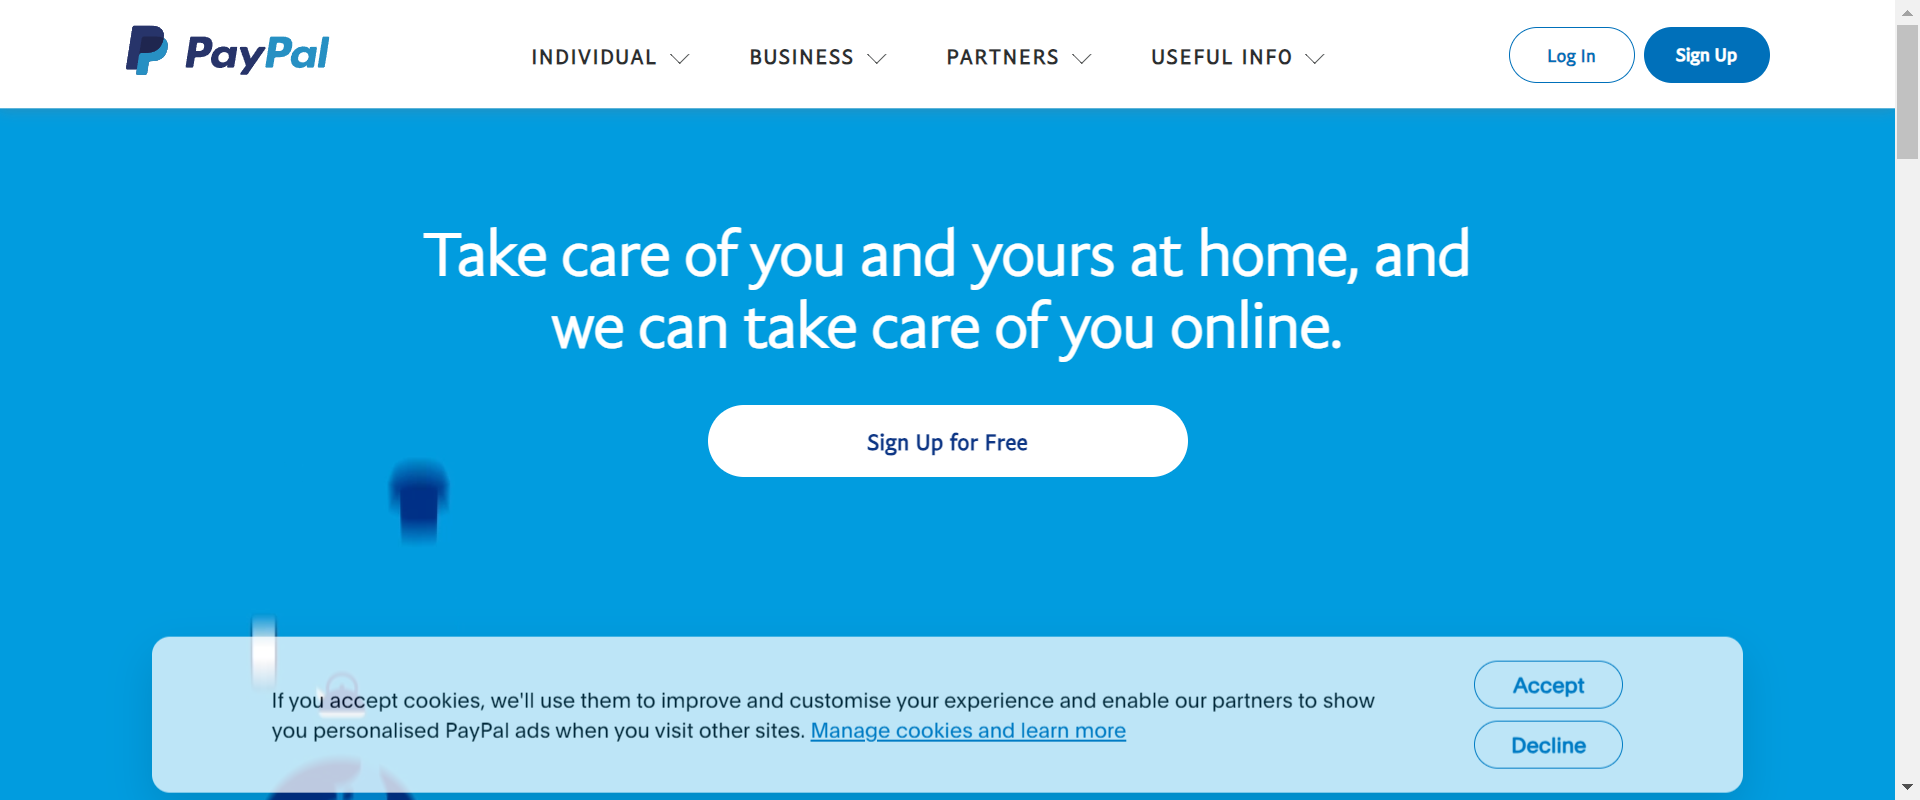 PayPal
INDIVIDUAL
BUSINESS
PARTNERS
USEFUL INFO
Log In
Sign Up
Take care of you and yours at home, and
we can take care of you online.
Sign Up for Free
If you accept cookies, we'll use them to improve and customise your experience and enable our partners to show
you personalised PayPal ads when you visit other sites. Manage cookies and learn more
Accept
Decline